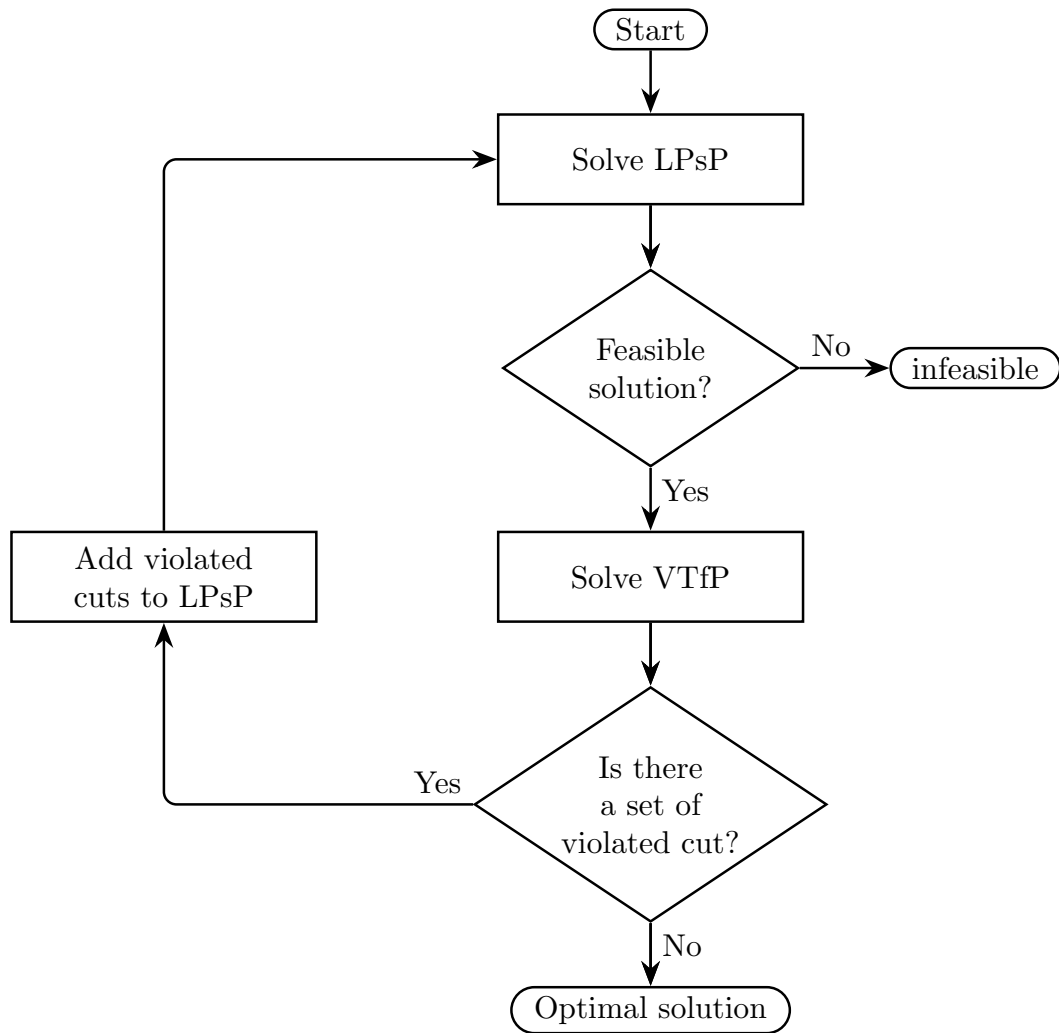 Start
Solve LPsP
Feasible
solution?
No
infeasible
Yes
Solve VTfP
Add violated
cuts to LPsP
Is there
a set of
violated cut?
Yes
No
Optimal solution